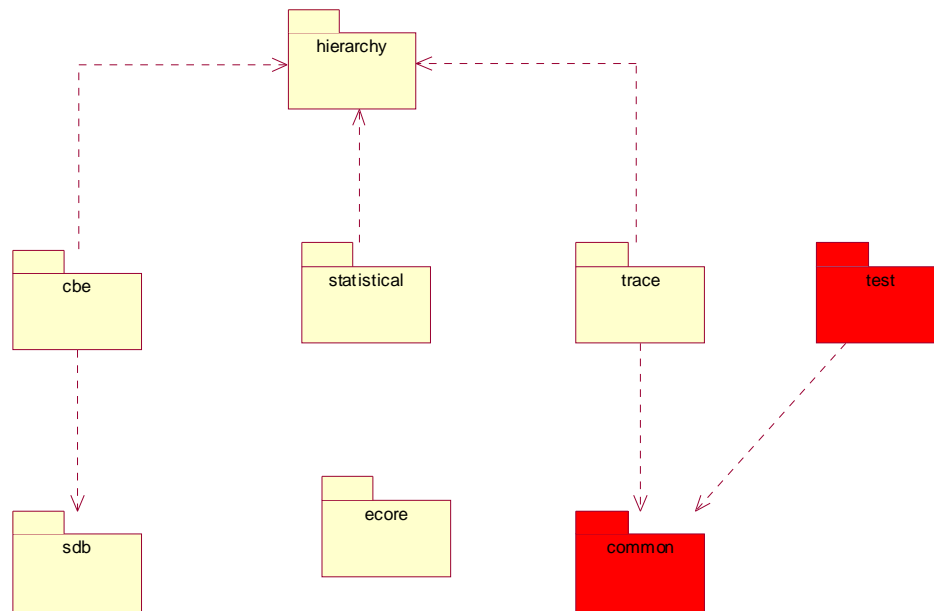 hierarchy
cbe
statistical
trace
test
ecore
sdb
common